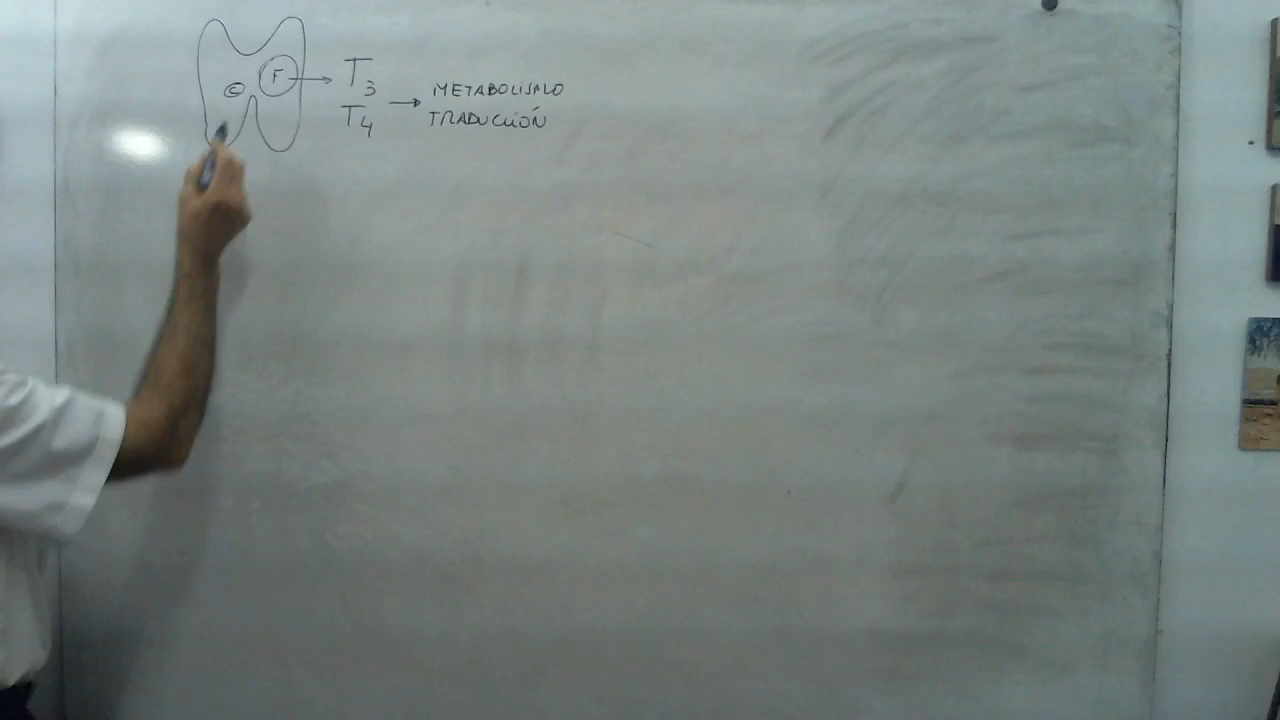 F → T3
C
T4 → METABOLISMO
TRADUCCIÓN